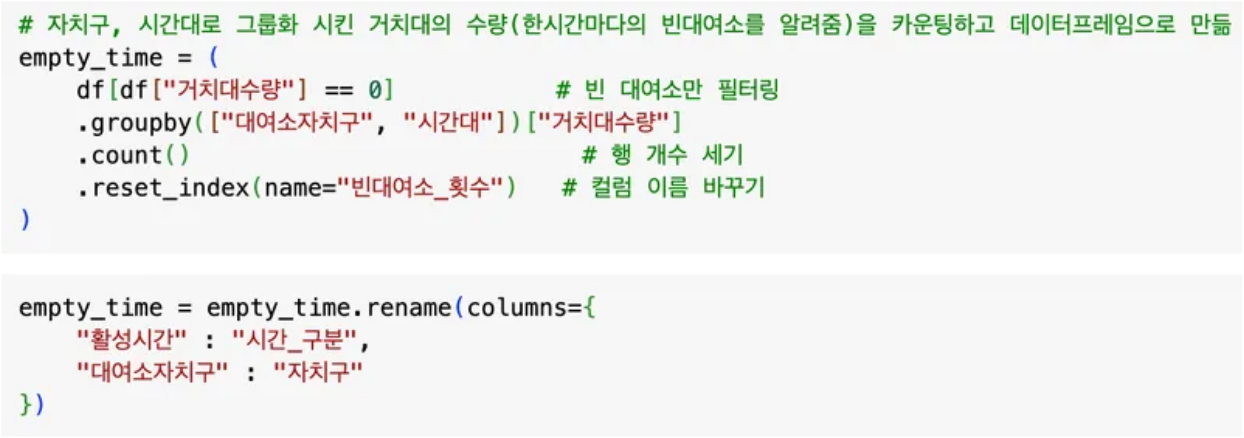 # 자치구, 시간대로 그룹화 시킨 거치대의 수량(한시간마다의 빈대여소를 알려줌)을 카운팅하고 데이터프레임으로 만듦
empty_time = (
    df[df["거치대수량"] == 0]          # 빈 대여소만 필터링
    .groupby(["대여소자치구", "시간대"])["거치대수량"]
    .count()                        # 행 개수 세기
    .reset_index(name="빈대여소_횟수")   # 컬럼 이름 바꾸기
)
empty_time = empty_time.rename(columns={
    "활성시간" : "시간_구분",
    "대여소자치구" : "자치구"
})